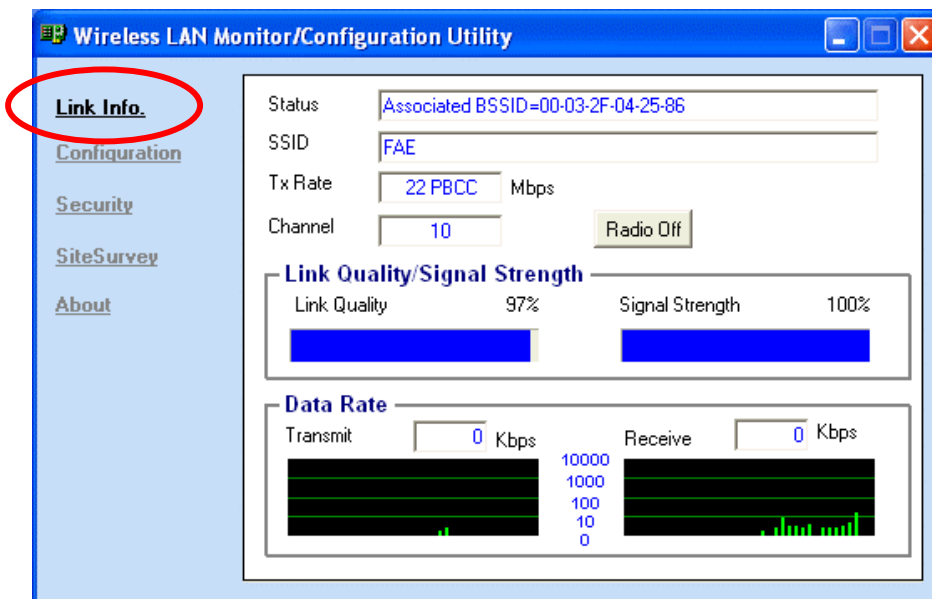 Wireless LAN Monitor/Configuration Utility
Link Info.
Configuration
Security
SiteSurvey
About
Status Associated BSSID=00-03-2F-04-25-86
SSID FAE
Tx Rate 22 PBCC Mbps
Channel 10 Radio Off
Link Quality/Signal Strength
Link Quality 97% Signal Strength 100%
Data Rate
Transmit 0 Kbps Receive 0 Kbps
10000
1000
100
10
0